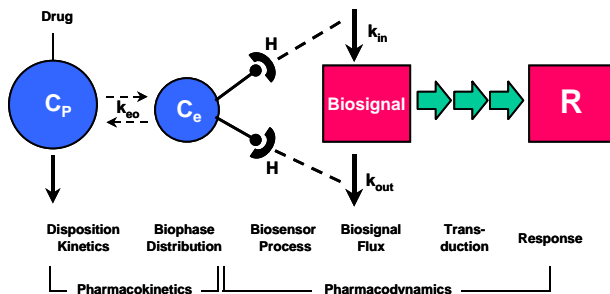 Drug
H
k_in
C_P
k_eo
C_e
Biosignal
R
H
k_out
Disposition
Kinetics
Biophase
Distribution
Biosensor
Process
Biosignal
Flux
Trans-
duction
Response
Pharmacokinetics
Pharmacodynamics